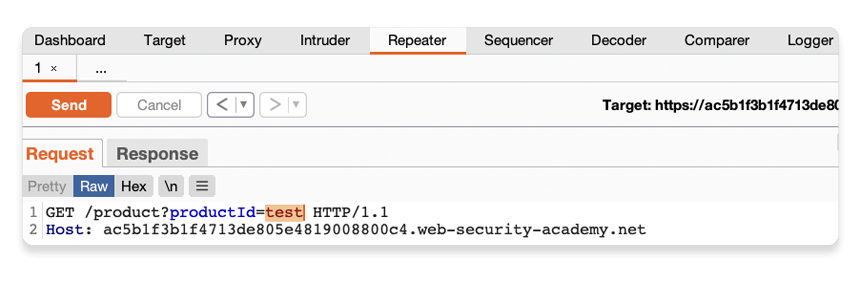 Dashboard Target Proxy Intruder Repeater Sequencer Decoder Comparer Logger
1 × ...
Send Cancel < > Target: https://ac5b1f3b1f4713de80
Request Response
Pretty Raw Hex \n
1 GET /product?productId=test HTTP/1.1
2 Host: ac5b1f3b1f4713de805e4819008800c4.web-security-academy.net